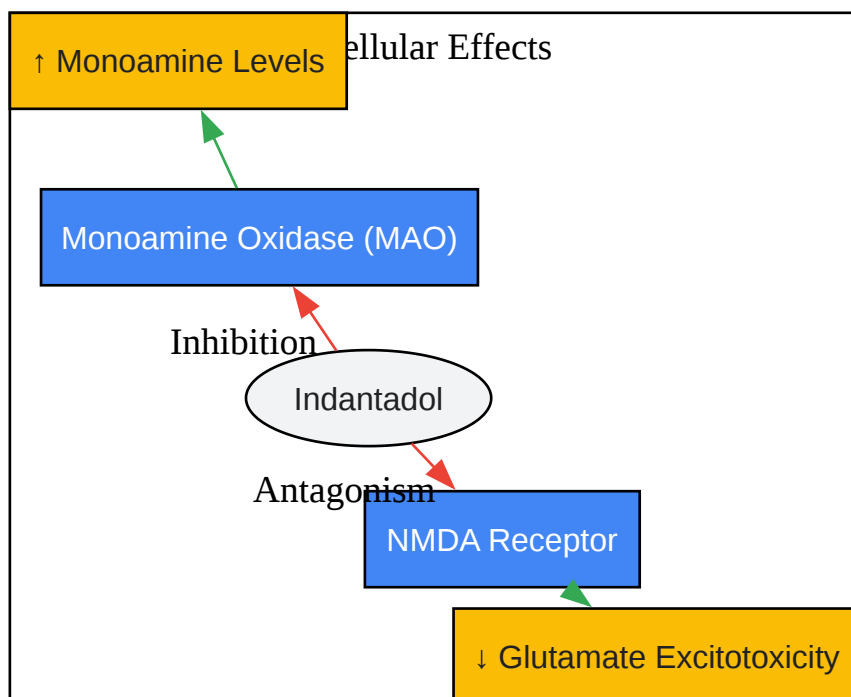 ↑ Monoamine Levels
ellular Effects
Monoamine Oxidase (MAO)
Inhibition
Indantadol
Antagonism
NMDA Receptor
↓ Glutamate Excitotoxicity